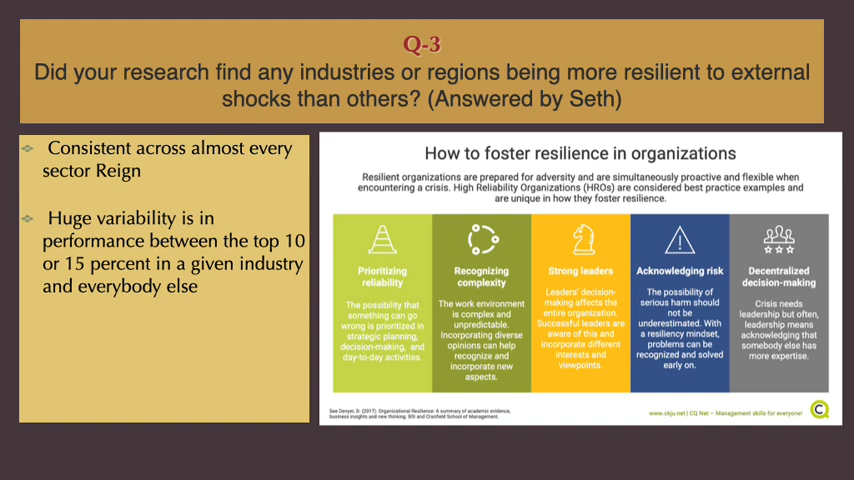 Q-3
Did your research find any industries or regions being more resilient to external
shocks than others? (Answered by Seth)
Consistent across almost every
sector Reign
Huge variability is in
performance between the top 10
or 15 percent in a given industry
and everybody else
How to foster resilience in organizations
Resilient organizations are prepared for adversity and are simultaneously proactive and flexible when
encountering a crisis. High Reliability Organizations (HROs) are considered best practice examples and
are unique in how they foster resilience.
Prioritizing
reliability
The possibility that
something can go
wrong is prioritized in
strategic planning,
decision-making, and
day-to-day activities.
Recognizing
complexity
The work environment
is complex and
unpredictable.
Incorporating diverse
opinions can help
recognize and
incorporate new
aspects.
Strong leaders
Leaders' decision-
making affects the
entire organization.
Successful leaders are
aware of this and
incorporate different
interests and
viewpoints.
Acknowledging risk
The possibility of
serious harm should
not be
underestimated. With
a resiliency mindset,
problems can be
recognized and solved
early on.
Decentralized
decision-making
Crisis needs
leadership but often,
leadership means
acknowledging that
somebody else has
more expertise.
See Denyer, D. (2017). Organizational Resilience: A summary of academic evidence,
business insights and new thinking. BSI and Cranfield School of Management.
www.ckju.net | CQ Net – Management skills for everyone!